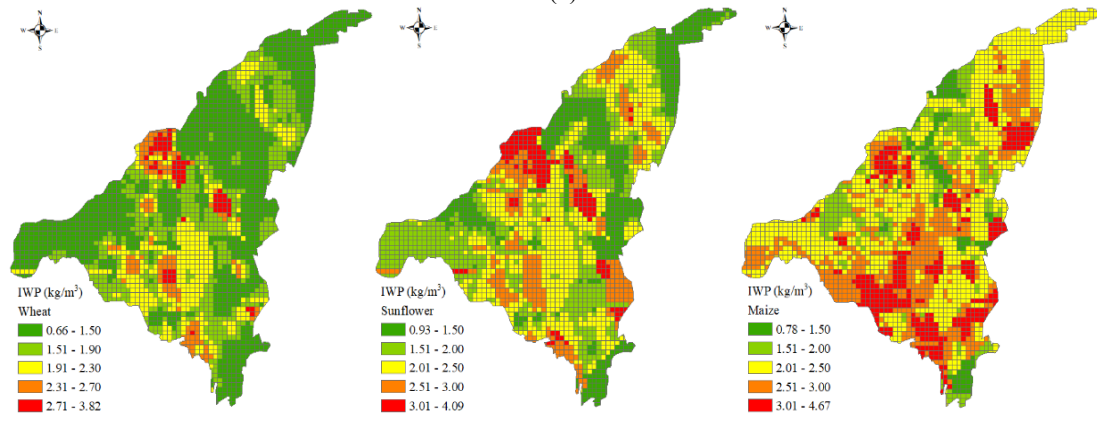 N
W E
S
N
W E
S
N
W E
S
IWP (kg/m³)
Wheat
0.66 - 1.50
1.51 - 1.90
1.91 - 2.30
2.31 - 2.70
2.71 - 3.82
IWP (kg/m³)
Sunflower
0.93 - 1.50
1.51 - 2.00
2.01 - 2.50
2.51 - 3.00
3.01 - 4.09
IWP (kg/m³)
Maize
0.78 - 1.50
1.51 - 2.00
2.01 - 2.50
2.51 - 3.00
3.01 - 4.67